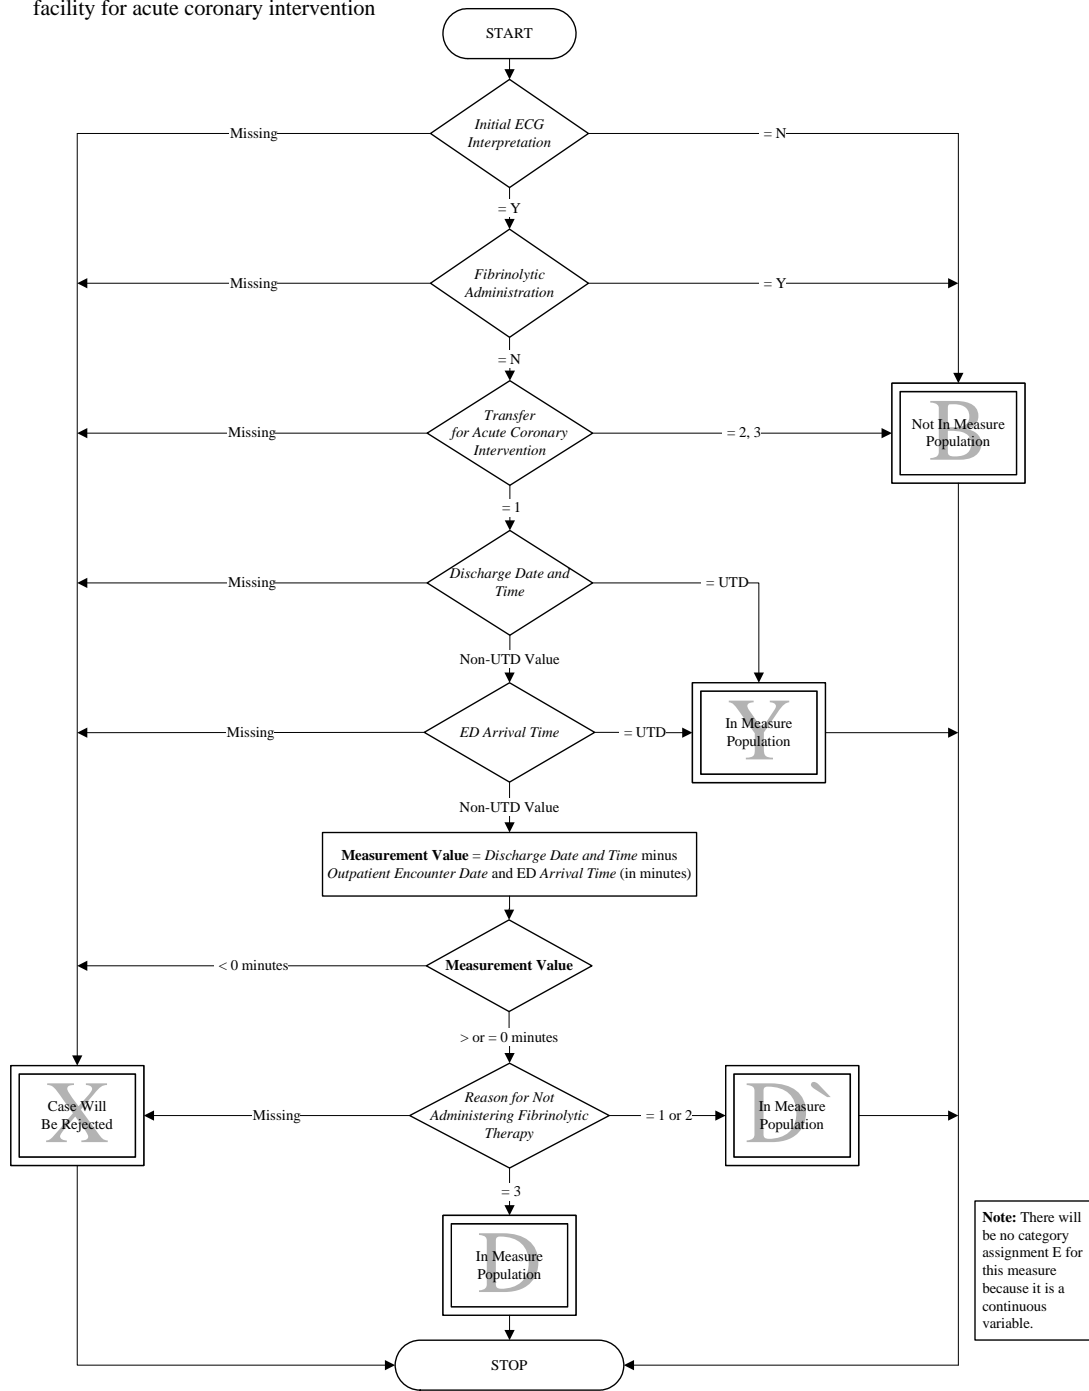 facility for acute coronary intervention
START
Initial ECG
Interpretation
Missing
= N
= Y
Fibrinolytic
Administration
Missing
= Y
= N
Transfer
for Acute Coronary
Intervention
Missing
= 2, 3
B
Not In Measure
Population
= 1
Discharge Date and
Time
Missing
= UTD
Non-UTD Value
ED Arrival Time
Missing
= UTD
Y
In Measure
Population
Non-UTD Value
Measurement Value = Discharge Date and Time minus
Outpatient Encounter Date and ED Arrival Time (in minutes)
Measurement Value
< 0 minutes
> or = 0 minutes
X
Case Will
Be Rejected
Missing
Reason for Not
Administering Fibrinolytic
Therapy
= 1 or 2
D`
In Measure
Population
= 3
D
In Measure
Population
Note: There will
be no category
assignment E for
this measure
because it is a
continuous
variable.
STOP